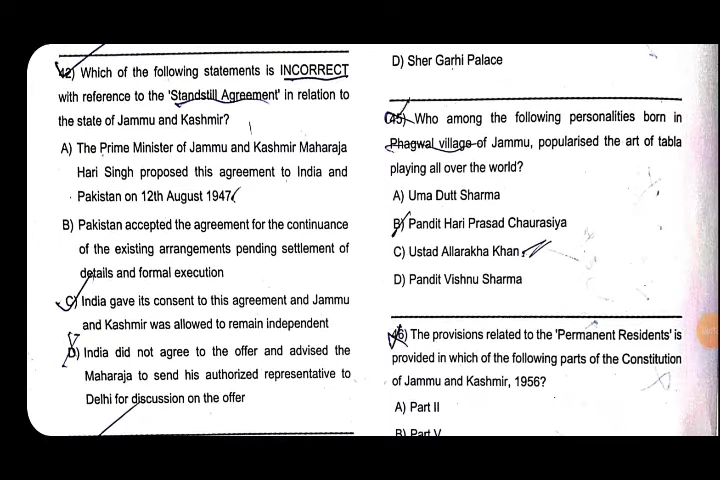 42) Which of the following statements is INCORRECT
with reference to the 'Standstill Agreement' in relation to
the state of Jammu and Kashmir?
A) The Prime Minister of Jammu and Kashmir Maharaja
Hari Singh proposed this agreement to India and
Pakistan on 12th August 1947
B) Pakistan accepted the agreement for the continuance
of the existing arrangements pending settlement of
details and formal execution
C) India gave its consent to this agreement and Jammu
and Kashmir was allowed to remain independent
D) India did not agree to the offer and advised the
Maharaja to send his authorized representative to
Delhi for discussion on the offer
D) Sher Garhi Palace
45) Who among the following personalities born in
Phagwal village of Jammu, popularised the art of tabla
playing all over the world?
A) Uma Dutt Sharma
B) Pandit Hari Prasad Chaurasiya
C) Ustad Allarakha Khan
D) Pandit Vishnu Sharma
46) The provisions related to the 'Permanent Residents' is
provided in which of the following parts of the Constitution
of Jammu and Kashmir, 1956?
A) Part II
B) Part V